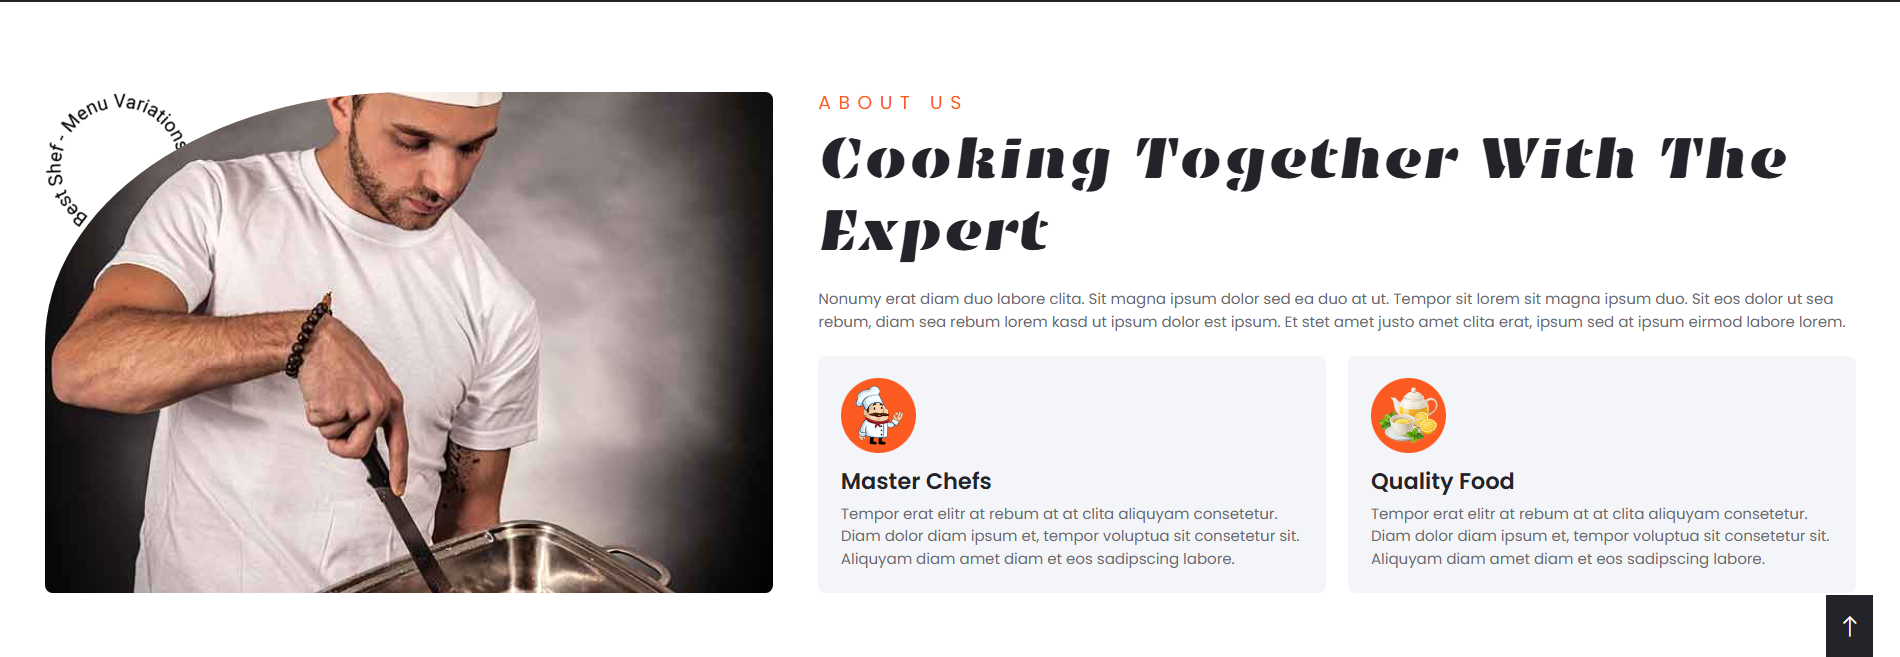 Best Shef - Menu Variations
ABOUT US
Cooking Together With The
Expert
Nonumy erat diam duo labore clita. Sit magna ipsum dolor sed ea duo at ut. Tempor sit lorem sit magna ipsum duo. Sit eos dolor ut sea
rebum, diam sea rebum lorem kasd ut ipsum dolor est ipsum. Et stet amet justo amet clita erat, ipsum sed at ipsum eirmod labore lorem.
Master Chefs
Tempor erat elitr at rebum at at clita aliquyam consetetur.
Diam dolor diam ipsum et, tempor voluptua sit consetetur sit.
Aliquyam diam amet diam et eos sadipscing labore.
Quality Food
Tempor erat elitr at rebum at at clita aliquyam consetetur.
Diam dolor diam ipsum et, tempor voluptua sit consetetur sit.
Aliquyam diam amet diam et eos sadipscing labore.